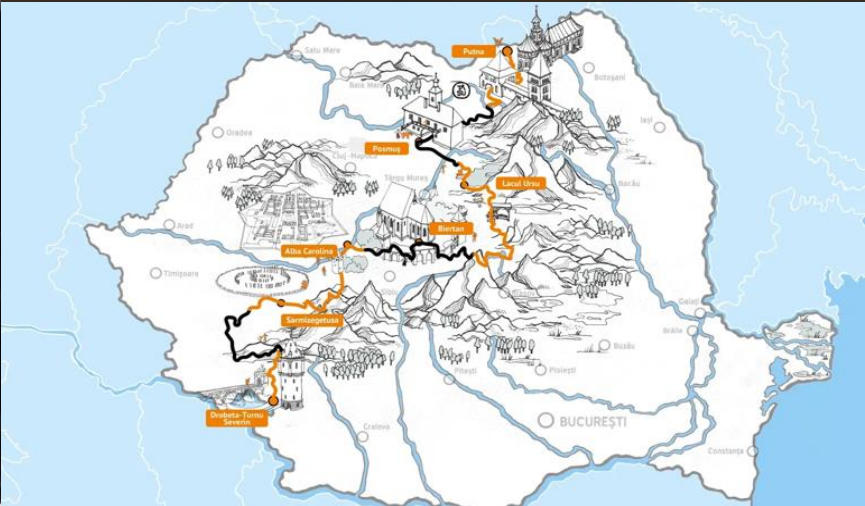 Satu Mare
Putna
Botoșani
Baia Mare
Oradea
Iași
Posmuș
Cluj-Napoca
Târgu Mureș
Lacul Ursu
Bacău
Arad
Biertan
Alba Carolina
Timișoara
Sibiu
Sarmizegetusa
Galați
Brăila
Buzău
Pitești
Ploiești
Drobeta-Turnu
Severin
Craiova
BUCUREȘTI
Constanța